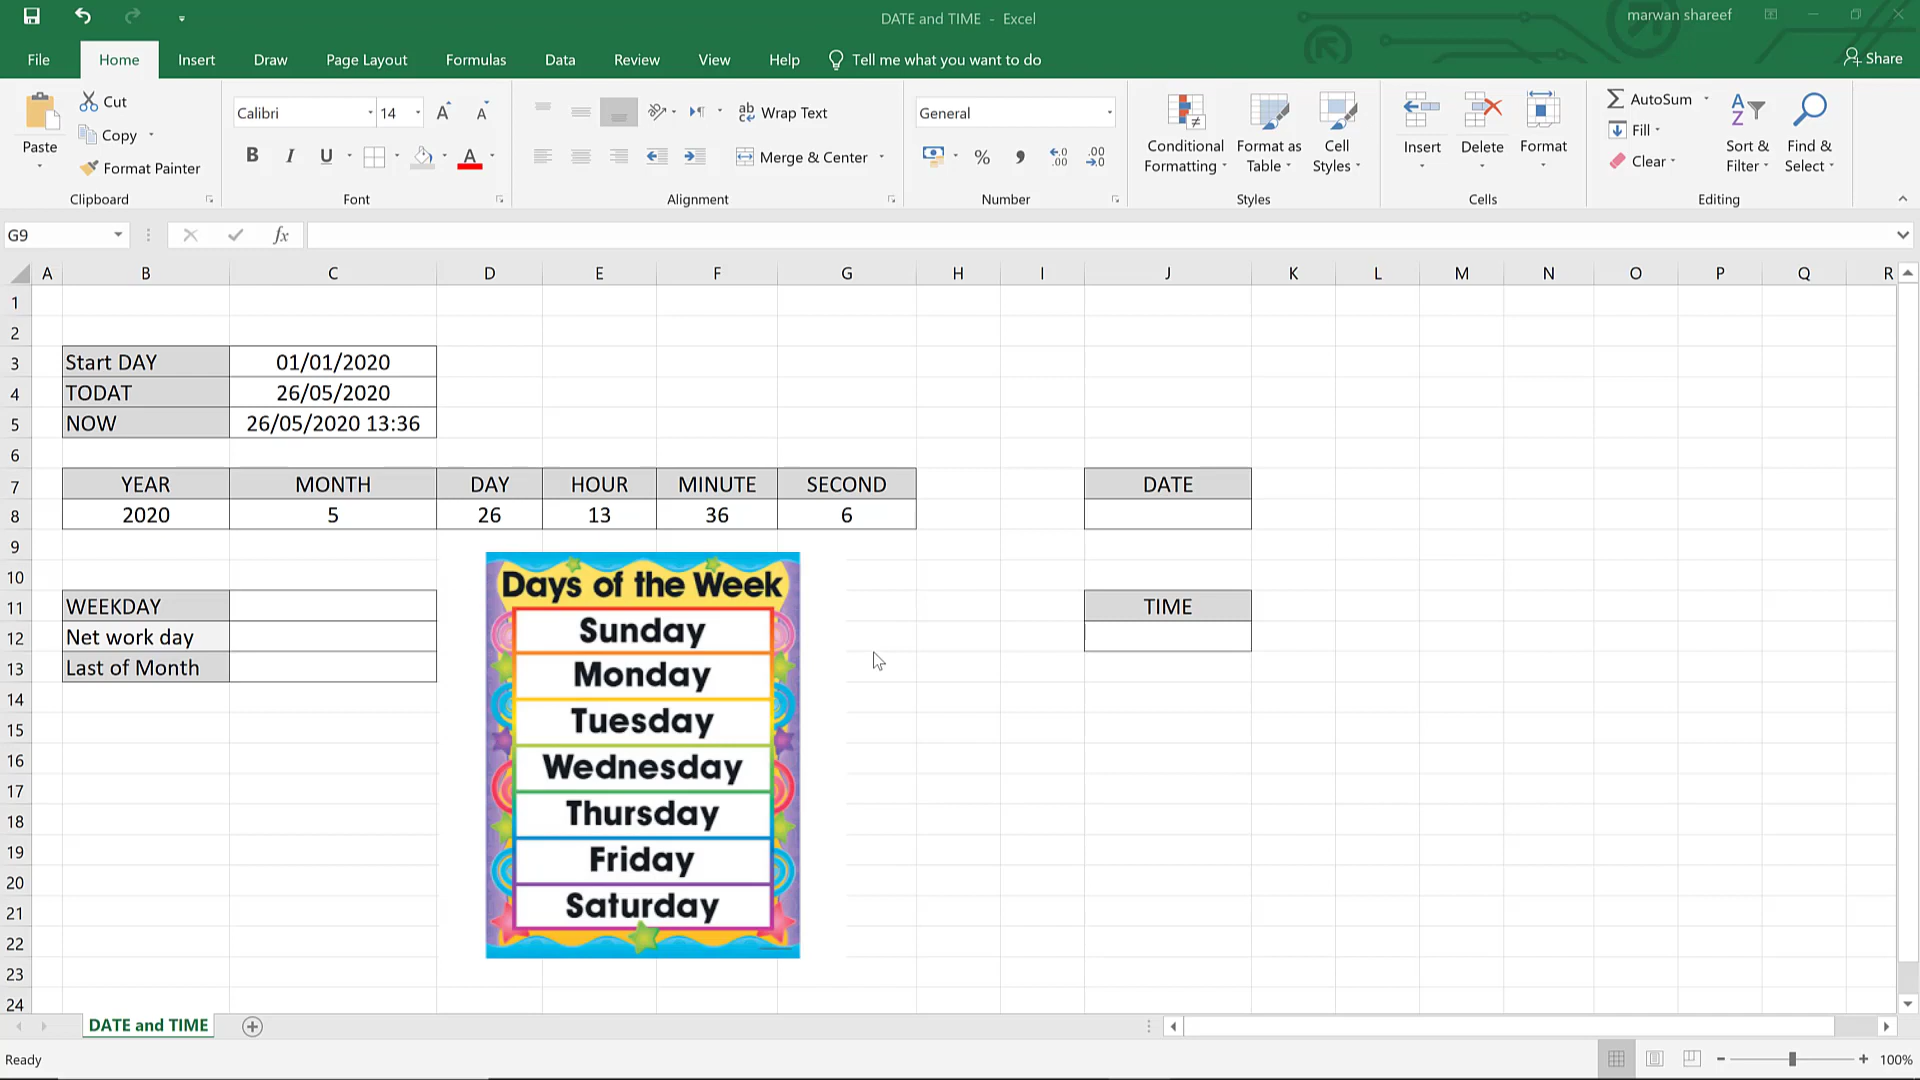 DATE and TIME - Excel
marwan shareef
File Home Insert Draw Page Layout Formulas Data Review View Help Tell me what you want to do Share
Paste
Cut
Copy
Format Painter
Clipboard
Calibri 14
B I U
Font
Wrap Text
Merge & Center
Alignment
General
Number
Conditional Formatting
Format as Table
Cell Styles
Styles
Insert Delete Format
Cells
AutoSum
Fill
Clear
Sort & Filter
Find & Select
Editing
G9 fx
A B C D E F G H I J K L M N O P Q R
1
2
3 Start DAY 01/01/2020
4 TODAT 26/05/2020
5 NOW 26/05/2020 13:36
6
7 YEAR MONTH DAY HOUR MINUTE SECOND DATE
8 2020 5 26 13 36 6
9
10
11 WEEKDAY TIME
12 Net work day
13 Last of Month
14
15
16
17
18
19
20
21
22
23
24
Days of the Week
Sunday
Monday
Tuesday
Wednesday
Thursday
Friday
Saturday
DATE and TIME
Ready 100%